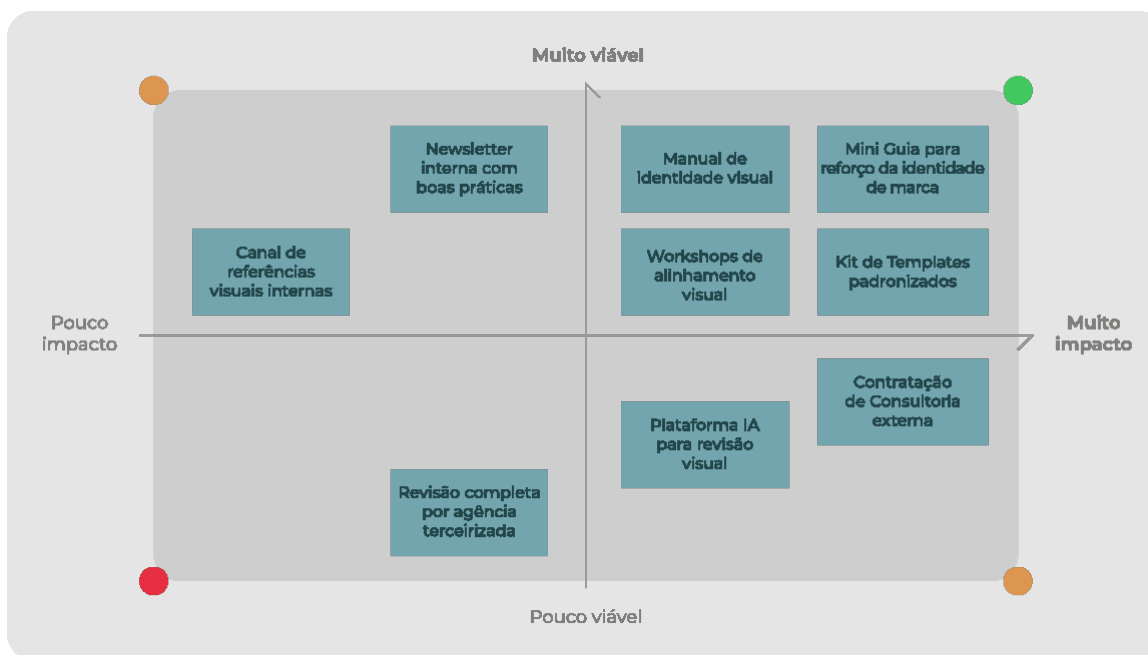 Muito viável
Newsletter
interna com
boas práticas
Manual de
identidade visual
Mini Guia para
reforço da identidade
de marca
Canal de
referências
visuais internas
Workshops de
alinhamento
visual
Kit de Templates
padronizados
Pouco
impacto
Muito
impacto
Contratação
de Consultoria
externa
Plataforma IA
para revisão
visual
Revisão completa
por agência
terceirizada
Pouco viável